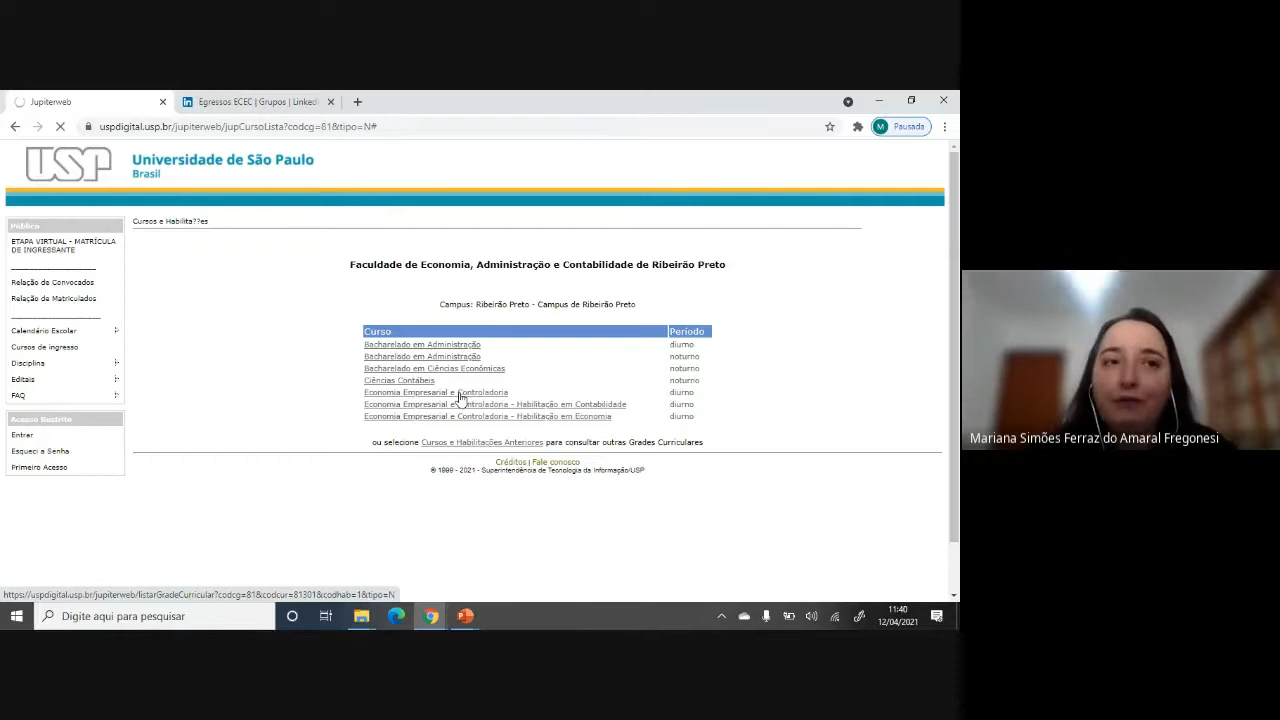 Jupiterweb
Egressos ECEC | Grupos | LinkedI
uspdigital.usp.br/jupiterweb/jupCursoLista?codcg=81&tipo=N#
M Pausada
USP
Universidade de São Paulo
Brasil
Público
ETAPA VIRTUAL - MATRÍCULA
DE INGRESSANTE
Relação de Convocados
Relação de Matriculados
Calendário Escolar
Cursos de ingresso
Disciplina
Editais
FAQ
Acesso Restrito
Entrar
Esqueci a Senha
Primeiro Acesso
Cursos e Habilita??es
Faculdade de Economia, Administração e Contabilidade de Ribeirão Preto
Campus: Ribeirão Preto - Campus de Ribeirão Preto
Curso Período
Bacharelado em Administração diurno
Bacharelado em Administração noturno
Bacharelado em Ciências Econômicas noturno
Ciências Contábeis noturno
Economia Empresarial e Controladoria diurno
Economia Empresarial e Controladoria - Habilitação em Contabilidade diurno
Economia Empresarial e Controladoria - Habilitação em Economia diurno
ou selecione Cursos e Habilitações Anteriores para consultar outras Grades Curriculares
Créditos | Fale conosco
© 1999 - 2021 - Superintendência de Tecnologia da Informação/USP
https://uspdigital.usp.br/jupiterweb/listarGradeCurricular?codcg=81&codcur=81301&codhab=1&tipo=N
Digite aqui para pesquisar
11:40
12/04/2021
Mariana Simões Ferraz do Amaral Fregonesi